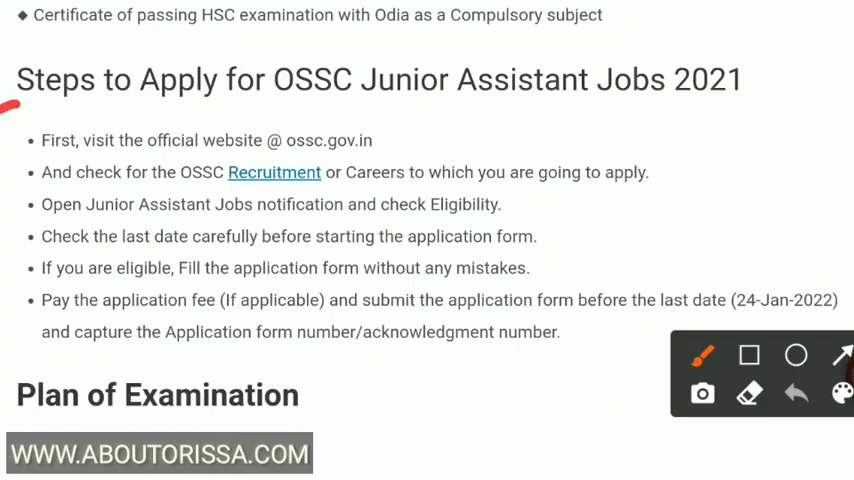 ◆ Certificate of passing HSC examination with Odia as a Compulsory subject
Steps to Apply for OSSC Junior Assistant Jobs 2021
• First, visit the official website @ ossc.gov.in
• And check for the OSSC Recruitment or Careers to which you are going to apply.
• Open Junior Assistant Jobs notification and check Eligibility.
• Check the last date carefully before starting the application form.
• If you are eligible, Fill the application form without any mistakes.
• Pay the application fee (If applicable) and submit the application form before the last date (24-Jan-2022)
and capture the Application form number/acknowledgment number.
Plan of Examination
WWW.ABOUTORISSA.COM